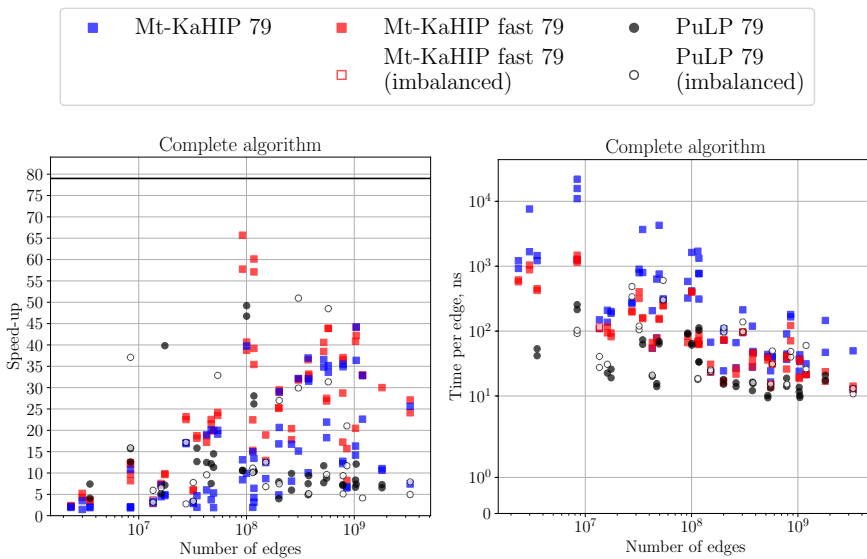 Mt-KaHIP 79 Mt-KaHIP fast 79 PuLP 79
Mt-KaHIP fast 79 (imbalanced) PuLP 79 (imbalanced)
Complete algorithm
Speed-up
80
75
70
65
60
55
50
45
40
35
30
25
20
15
10
5
0
10^7 10^8 10^9
Number of edges
Complete algorithm
Time per edge, ns
10^4
10^3
10^2
10^1
10^0
0
10^7 10^8 10^9
Number of edges